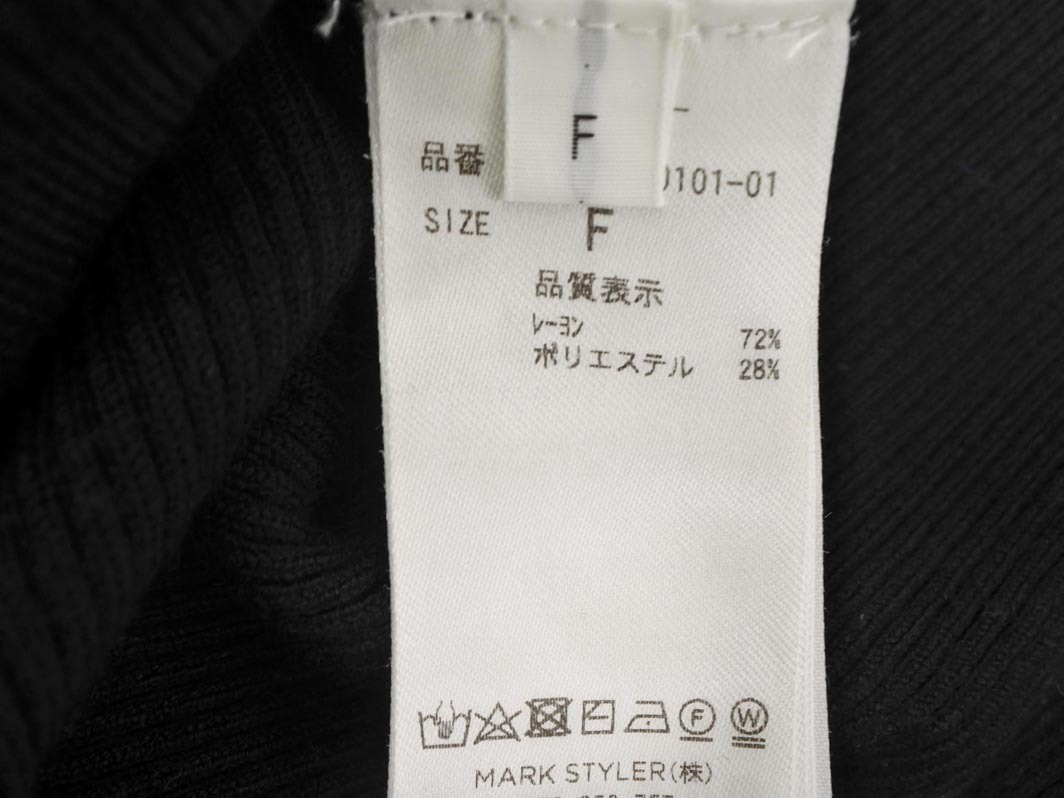 F
品番 0101-01
SIZE F
品質表示
レーヨン 72%
ポリエステル 28%
F W
MARK STYLER(株)